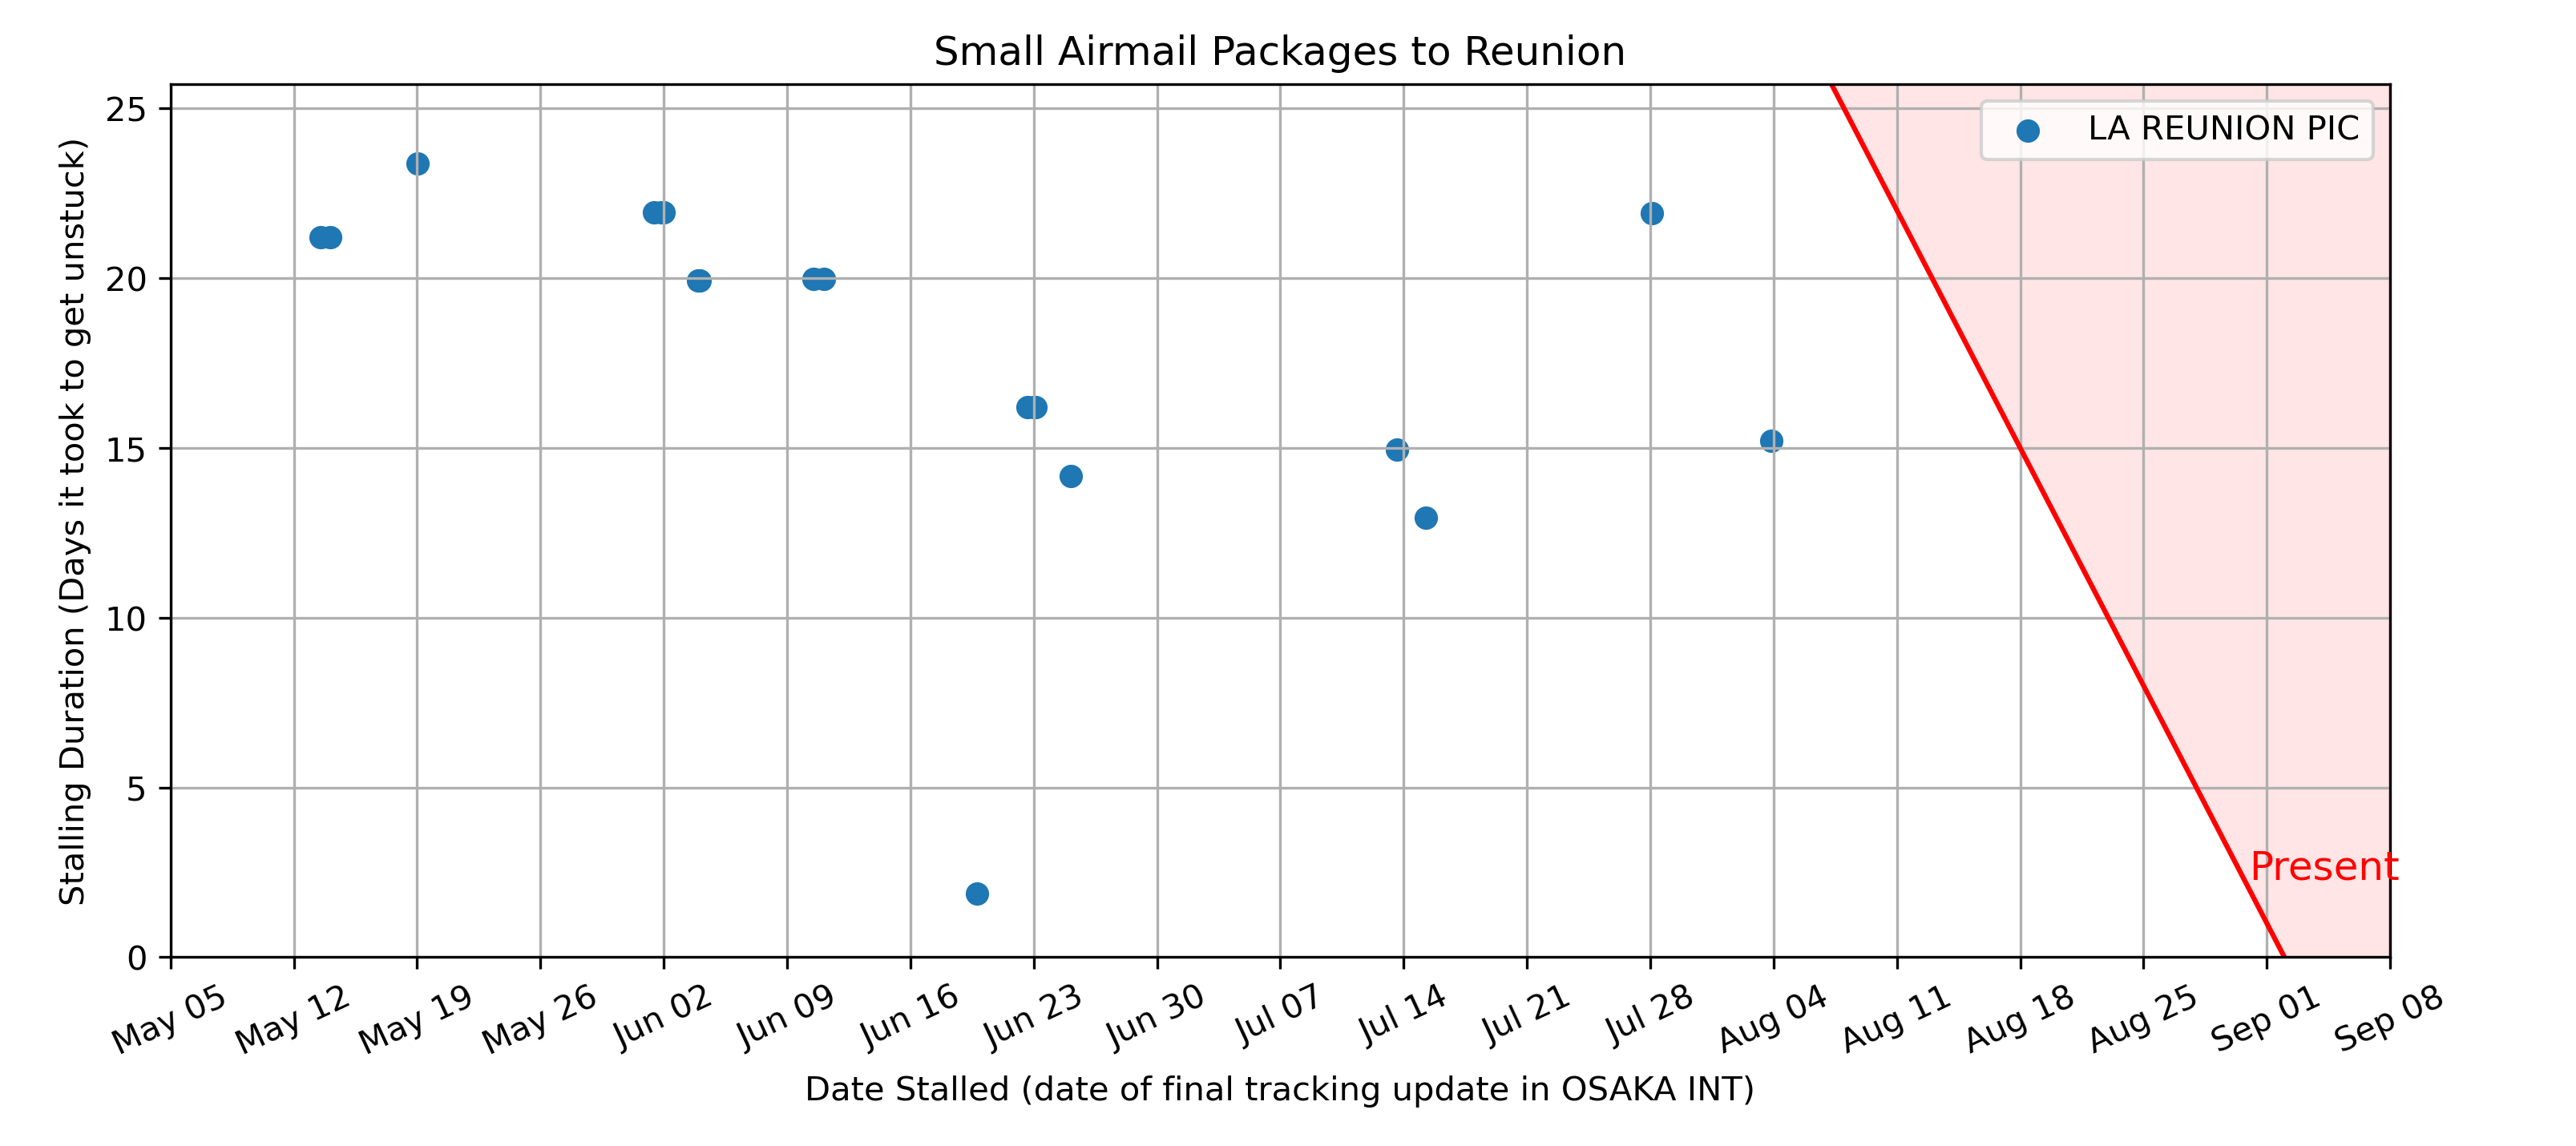 Small Airmail Packages to Reunion
LA REUNION PIC
Stalling Duration (Days it took to get unstuck)
25
20
15
10
5
0
Present
May 05
May 12
May 19
May 26
Jun 02
Jun 09
Jun 16
Jun 23
Jun 30
Jul 07
Jul 14
Jul 21
Jul 28
Aug 04
Aug 11
Aug 18
Aug 25
Sep 01
Sep 08
Date Stalled (date of final tracking update in OSAKA INT)